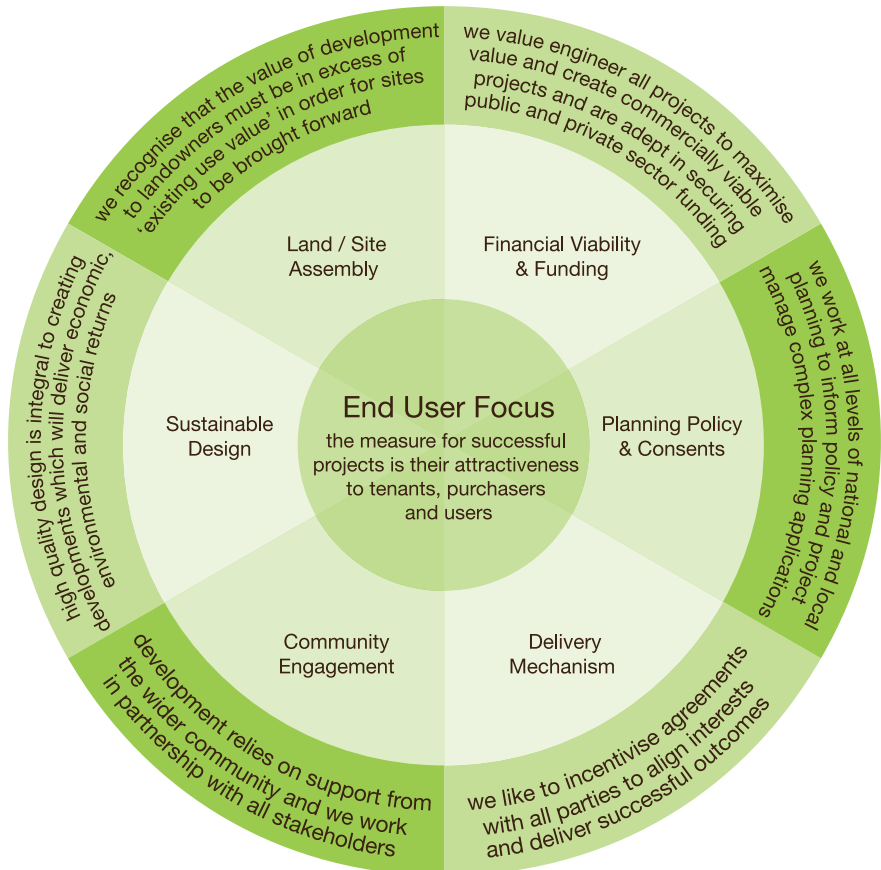 we recognise that the value of development
to landowners must be in excess of
‘existing use value’ in order for sites
to be brought forward
we value engineer all projects to maximise
value and create commercially viable
projects and are adept in securing
public and private sector funding
Land / Site
Assembly
Financial Viability
& Funding
we work at all levels of national and local
planning to inform policy and project
manage complex planning applications
high quality design is integral to creating
developments which will deliver economic,
environmental and social returns
Sustainable
Design
End User Focus
the measure for successful
projects is their attractiveness
to tenants, purchasers
and users
Planning Policy
& Consents
Community
Engagement
Delivery
Mechanism
development relies on support from
the wider community and we work
in partnership with all stakeholders
we like to incentivise agreements
with all parties to align interests
and deliver successful outcomes